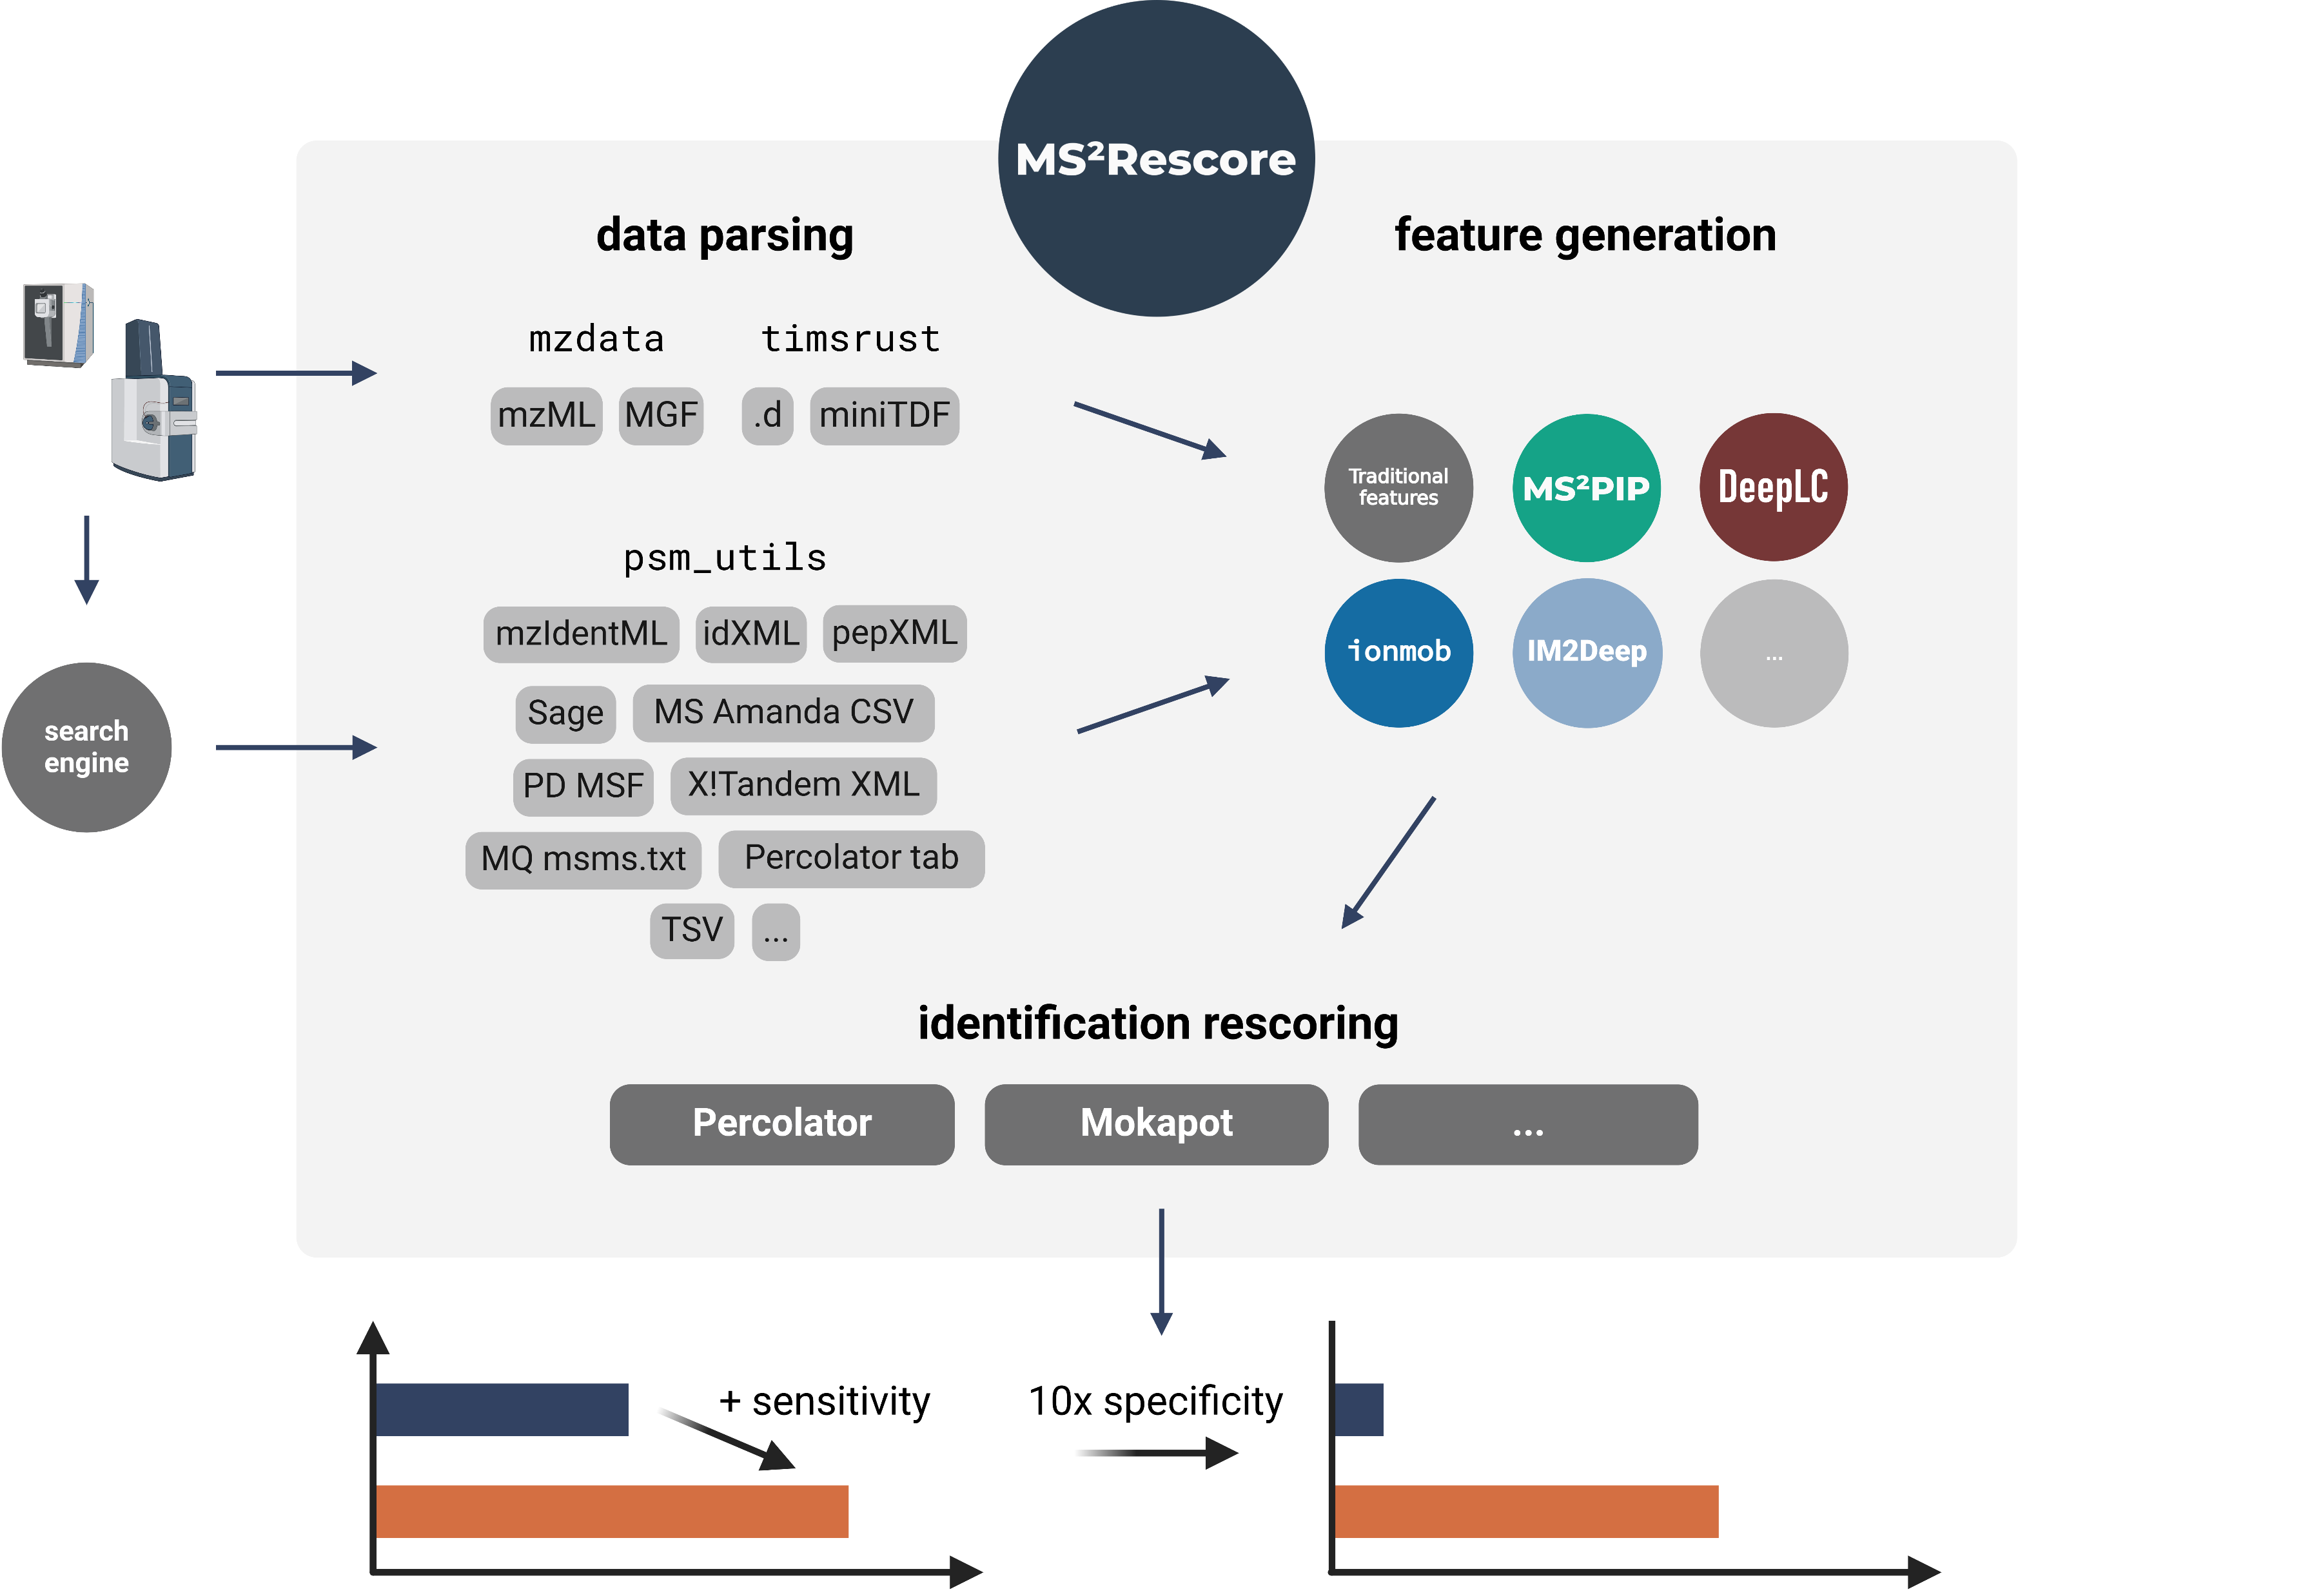 MS²Rescore
data parsing
feature generation
mzdata
timsrust
mzML
MGF
.d
miniTDF
psm_utils
mzIdentML
idXML
pepXML
Sage
MS Amanda CSV
PD MSF
X!Tandem XML
MQ msms.txt
Percolator tab
TSV
...
search
engine
Traditional
features
MS²PIP
DeepLC
ionmob
IM2Deep
...
identification rescoring
Percolator
Mokapot
...
+ sensitivity
10x specificity